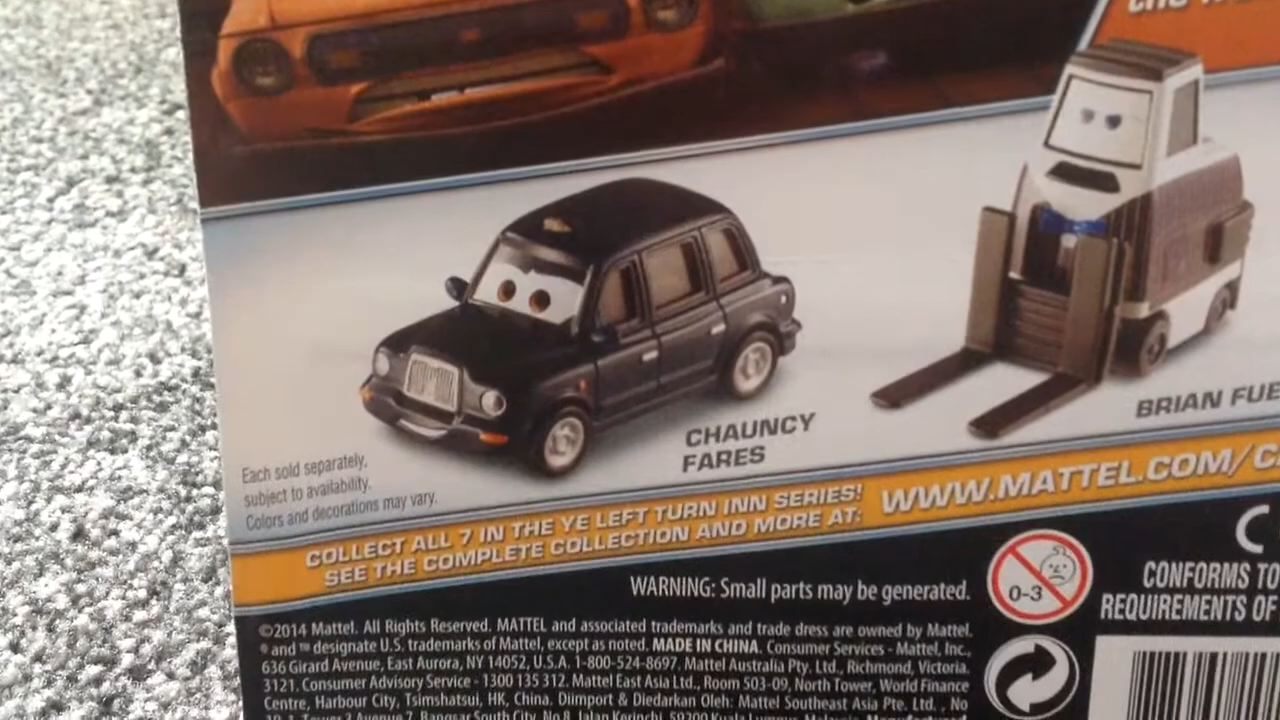 CHAUNCY
FARES
BRIAN
Each sold separately,
subject to availability.
Colors and decorations may vary.
COLLECT ALL 7 IN THE YE LEFT TURN INN SERIES!
SEE THE COMPLETE COLLECTION AND MORE AT:
WWW.MATTEL.COM/
WARNING: Small parts may be generated.
0-3
CONFORMS TO
REQUIREMENTS OF
©2014 Mattel. All Rights Reserved. MATTEL and associated trademarks and trade dress are owned by Mattel.
® and ™ designate U.S. trademarks of Mattel, except as noted. MADE IN CHINA. Consumer Services - Mattel, Inc.,
636 Girard Avenue, East Aurora, NY 14052, U.S.A. 1-800-524-8697. Mattel Australia Pty. Ltd., Richmond, Victoria.
3121. Consumer Advisory Service - 1300 135 312. Mattel East Asia Ltd., Room 503-09, North Tower, World Finance
Centre, Harbour City, Tsimshatsui, HK, China. Diimport & Diedarkan Oleh: Mattel Southeast Asia Pte. Ltd., No